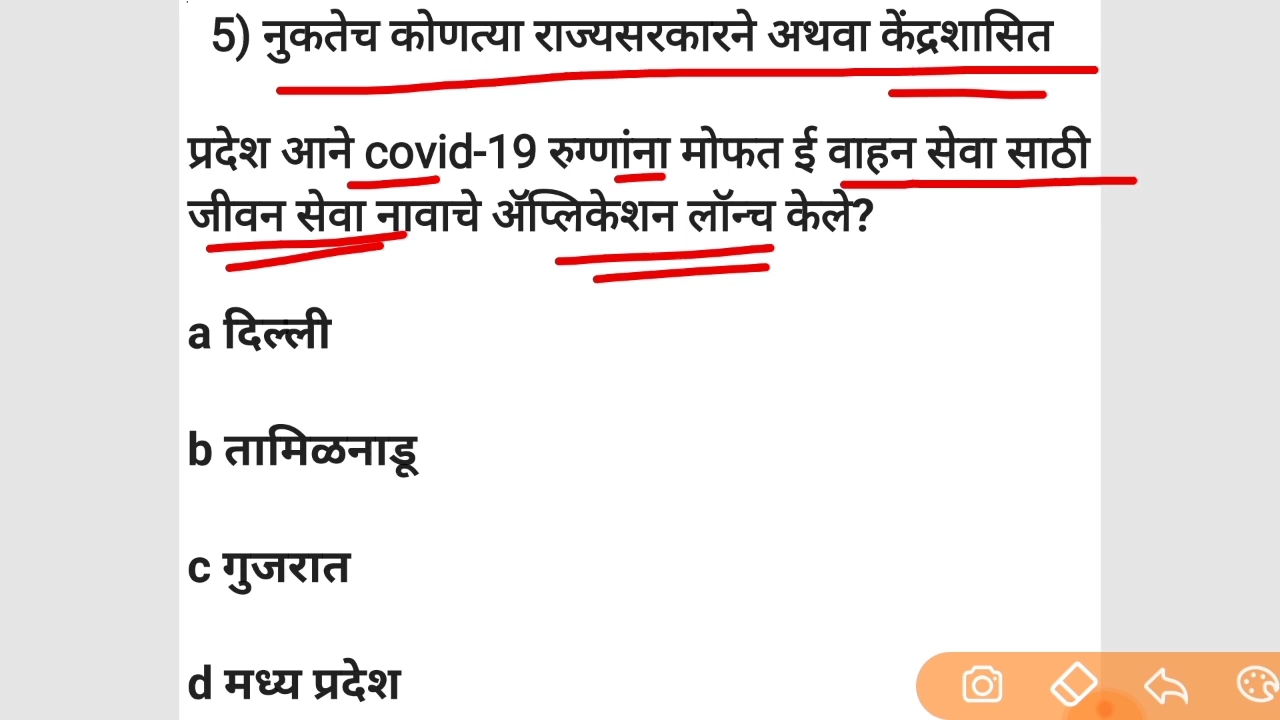 5) नुकतेच कोणत्या राज्यसरकारने अथवा केंद्रशासित
प्रदेश आने covid-19 रुग्णांना मोफत ई वाहन सेवा साठी
जीवन सेवा नावाचे ॲप्लिकेशन लॉन्च केले?
a दिल्ली
b तामिळनाडू
c गुजरात
d मध्य प्रदेश